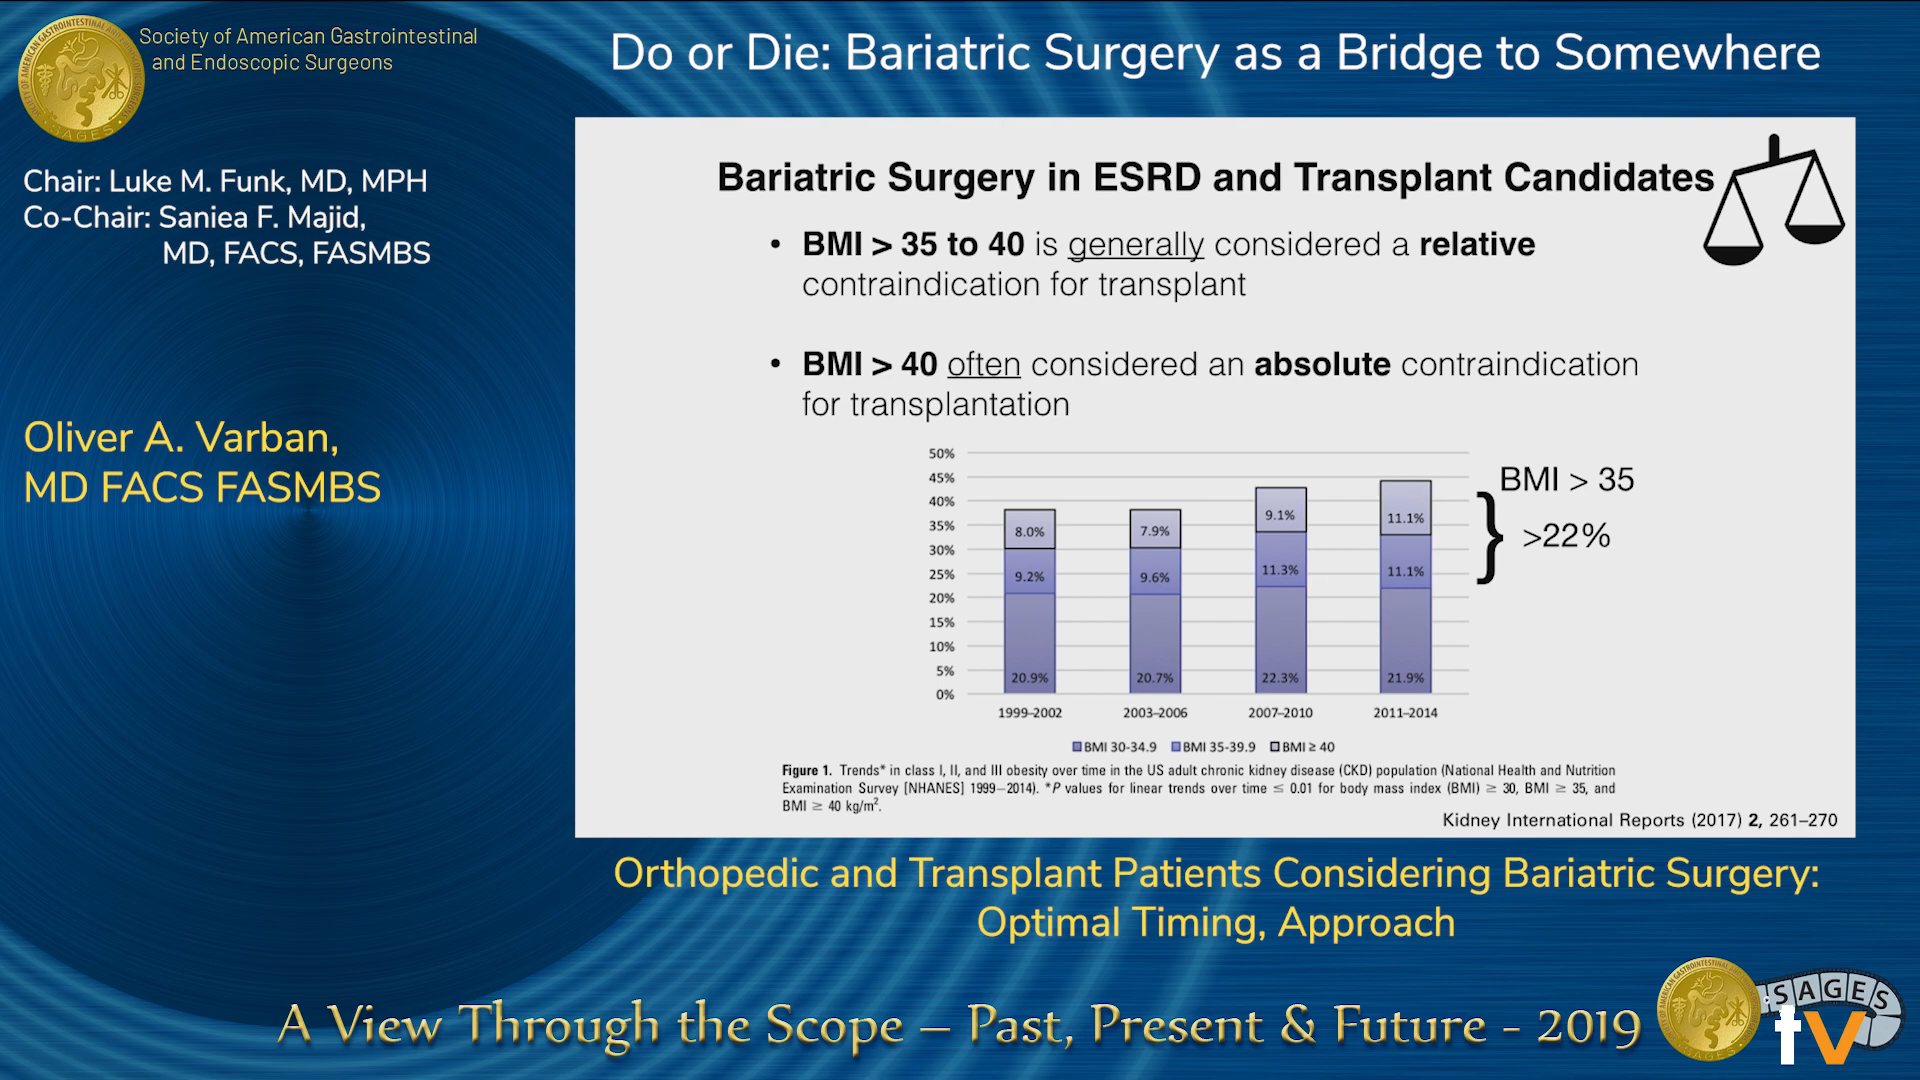 Society of American Gastrointestinal
and Endoscopic Surgeons
Do or Die: Bariatric Surgery as a Bridge to Somewhere
Chair: Luke M. Funk, MD, MPH
Co-Chair: Saniea F. Majid,
MD, FACS, FASMBS
Oliver A. Varban,
MD FACS FASMBS
Bariatric Surgery in ESRD and Transplant Candidates
• BMI > 35 to 40 is generally considered a relative
contraindication for transplant
• BMI > 40 often considered an absolute contraindication
for transplantation
50%
45%
40%
35%
30%
25%
20%
15%
10%
5%
0%
8.0% 7.9% 9.1% 11.1%
9.2% 9.6% 11.3% 11.1%
20.9% 20.7% 22.3% 21.9%
1999–2002 2003–2006 2007–2010 2011–2014
BMI 30-34.9 BMI 35-39.9 BMI ≥ 40
} BMI > 35
>22%
Figure 1. Trends* in class I, II, and III obesity over time in the US adult chronic kidney disease (CKD) population (National Health and Nutrition
Examination Survey [NHANES] 1999–2014). *P values for linear trends over time ≤ 0.01 for body mass index (BMI) ≥ 30, BMI ≥ 35, and
BMI ≥ 40 kg/m².
Kidney International Reports (2017) 2, 261–270
Orthopedic and Transplant Patients Considering Bariatric Surgery:
Optimal Timing, Approach
A View Through the Scope – Past, Present & Future - 2019
SAGES
tv